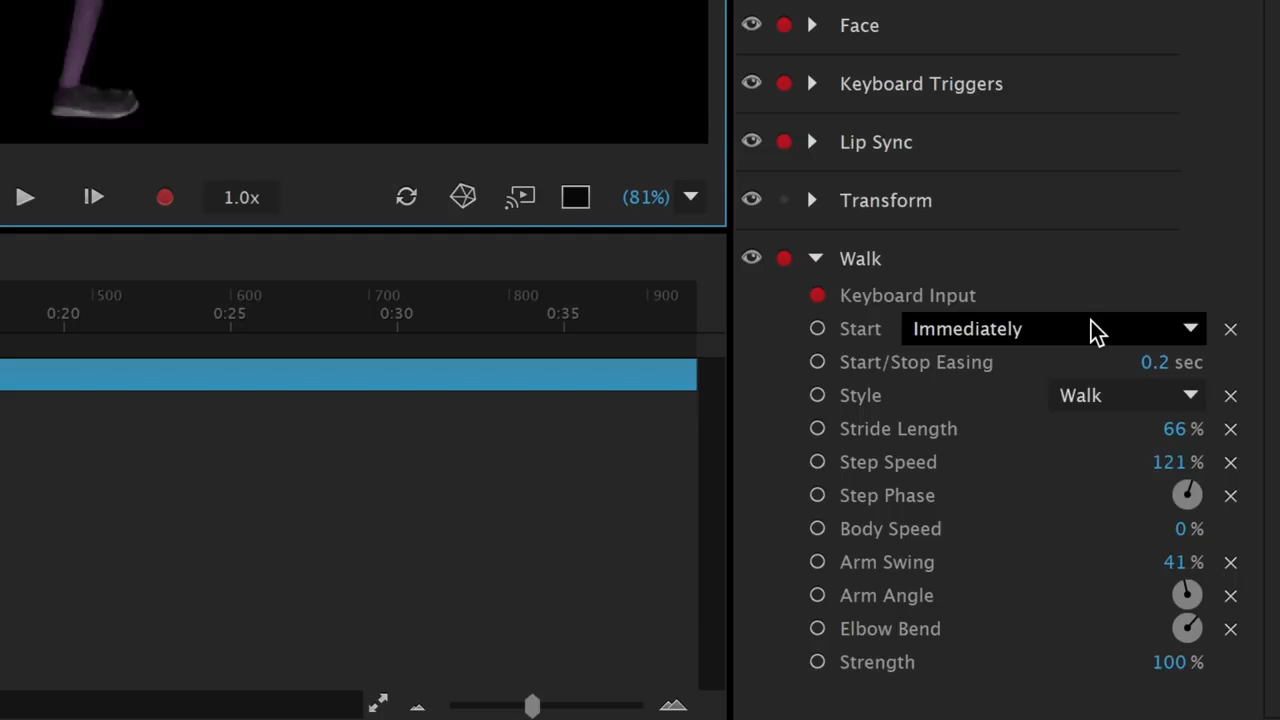 Face
Keyboard Triggers
Lip Sync
Transform
1.0x
(81%)
Walk
Keyboard Input
Start Immediately
Start/Stop Easing 0.2 sec
Style Walk
Stride Length 66 %
Step Speed 121 %
Step Phase
Body Speed 0 %
Arm Swing 41 %
Arm Angle
Elbow Bend
Strength 100 %
500 600 700 800 900
0:20 0:25 0:30 0:35